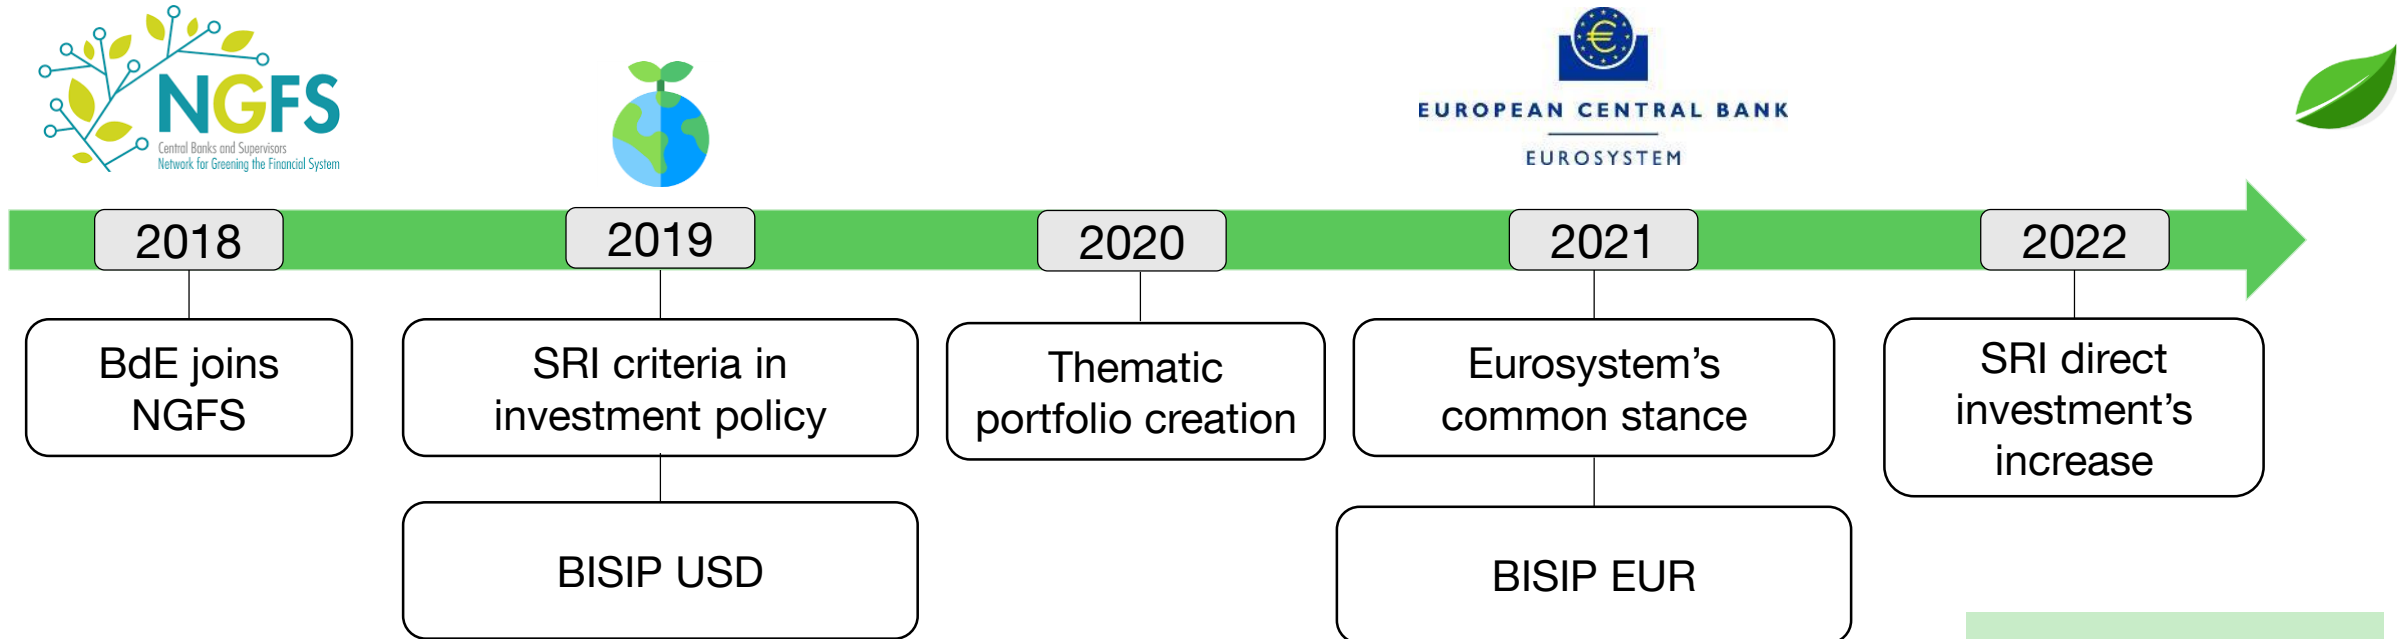 NGFS
Central Banks and Supervisors
Network for Greening the Financial System
EUROPEAN CENTRAL BANK
EUROSYSTEM
2018
2019
2020
2021
2022
BdE joins
NGFS
SRI criteria in
investment policy
Thematic
portfolio creation
Eurosystem’s
common stance
SRI direct
investment’s
increase
BISIP USD
BISIP EUR